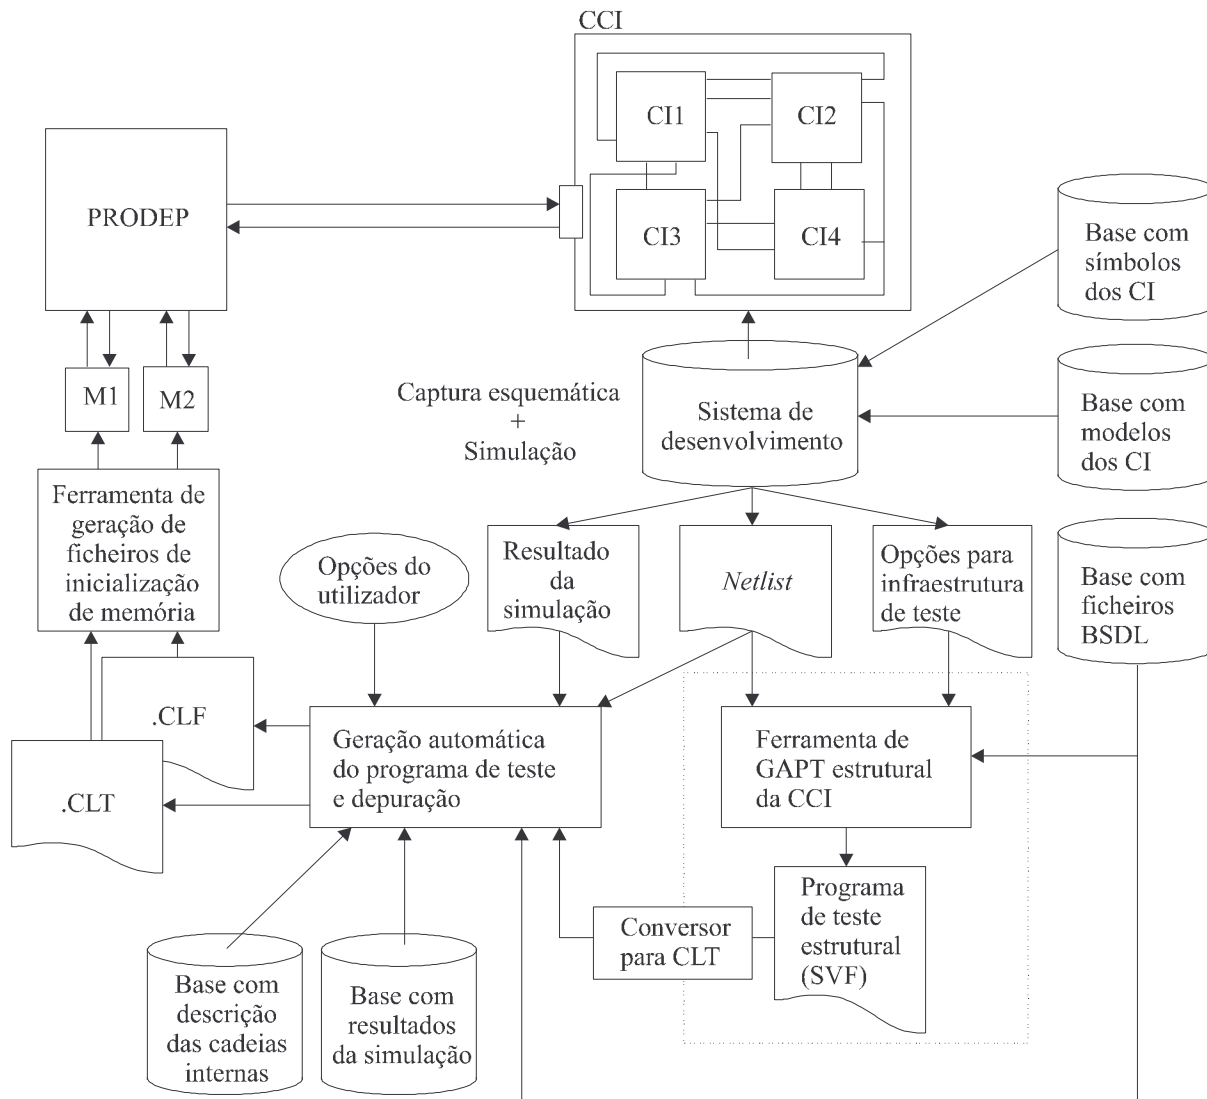 CCI
CI1
CI2
CI3
CI4
PRODEP
Base com
símbolos
dos CI
M1
M2
Captura esquemática
+
Simulação
Sistema de
desenvolvimento
Base com
modelos
dos CI
Ferramenta de
geração de
ficheiros de
inicialização
de memória
Opções do
utilizador
Resultado
da
simulação
Netlist
Opções para
infraestrutura
de teste
Base com
ficheiros
BSDL
.CLF
.CLT
Geração automática
do programa de teste
e depuração
Ferramenta de
GAPT estrutural
da CCI
Programa
de teste
estrutural
(SVF)
Conversor
para CLT
Base com
descrição
das cadeias
internas
Base com
resultados
da simulação